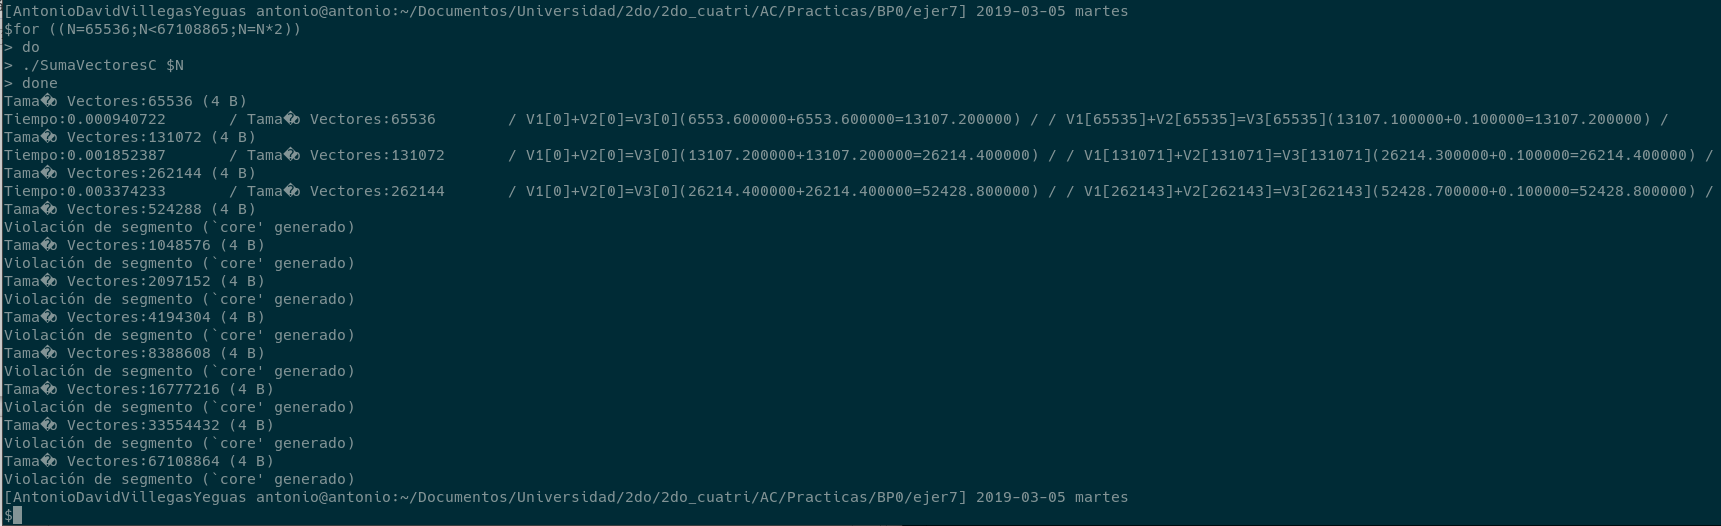 [AntonioDavidVillegasYeguas antonio@antonio:~/Documentos/Universidad/2do/2do_cuatri/AC/Practicas/BP0/ejer7] 2019-03-05 martes
$for ((N=65536;N<67108865;N=N*2))
> do
> ./SumaVectoresC $N
> done
Tama�o Vectores:65536 (4 B)
Tiempo:0.000940722 / Tama�o Vectores:65536 / V1[0]+V2[0]=V3[0](6553.600000+6553.600000=13107.200000) / / V1[65535]+V2[65535]=V3[65535](13107.100000+0.100000=13107.200000) /
Tama�o Vectores:131072 (4 B)
Tiempo:0.001852387 / Tama�o Vectores:131072 / V1[0]+V2[0]=V3[0](13107.200000+13107.200000=26214.400000) / / V1[131071]+V2[131071]=V3[131071](26214.300000+0.100000=26214.400000) /
Tama�o Vectores:262144 (4 B)
Tiempo:0.003374233 / Tama�o Vectores:262144 / V1[0]+V2[0]=V3[0](26214.400000+26214.400000=52428.800000) / / V1[262143]+V2[262143]=V3[262143](52428.700000+0.100000=52428.800000) /
Tama�o Vectores:524288 (4 B)
Violación de segmento (`core' generado)
Tama�o Vectores:1048576 (4 B)
Violación de segmento (`core' generado)
Tama�o Vectores:2097152 (4 B)
Violación de segmento (`core' generado)
Tama�o Vectores:4194304 (4 B)
Violación de segmento (`core' generado)
Tama�o Vectores:8388608 (4 B)
Violación de segmento (`core' generado)
Tama�o Vectores:16777216 (4 B)
Violación de segmento (`core' generado)
Tama�o Vectores:33554432 (4 B)
Violación de segmento (`core' generado)
Tama�o Vectores:67108864 (4 B)
Violación de segmento (`core' generado)
[AntonioDavidVillegasYeguas antonio@antonio:~/Documentos/Universidad/2do/2do_cuatri/AC/Practicas/BP0/ejer7] 2019-03-05 martes
$